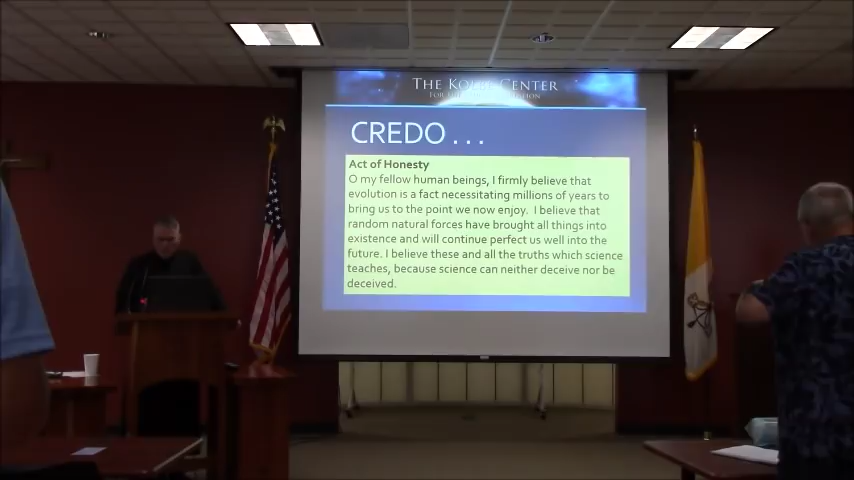 THE KOLBE CENTER
FOR THE
CREDO . . .
Act of Honesty
O my fellow human beings, I firmly believe that
evolution is a fact necessitating millions of years to
bring us to the point we now enjoy. I believe that
random natural forces have brought all things into
existence and will continue perfect us well into the
future. I believe these and all the truths which science
teaches, because science can neither deceive nor be
deceived.